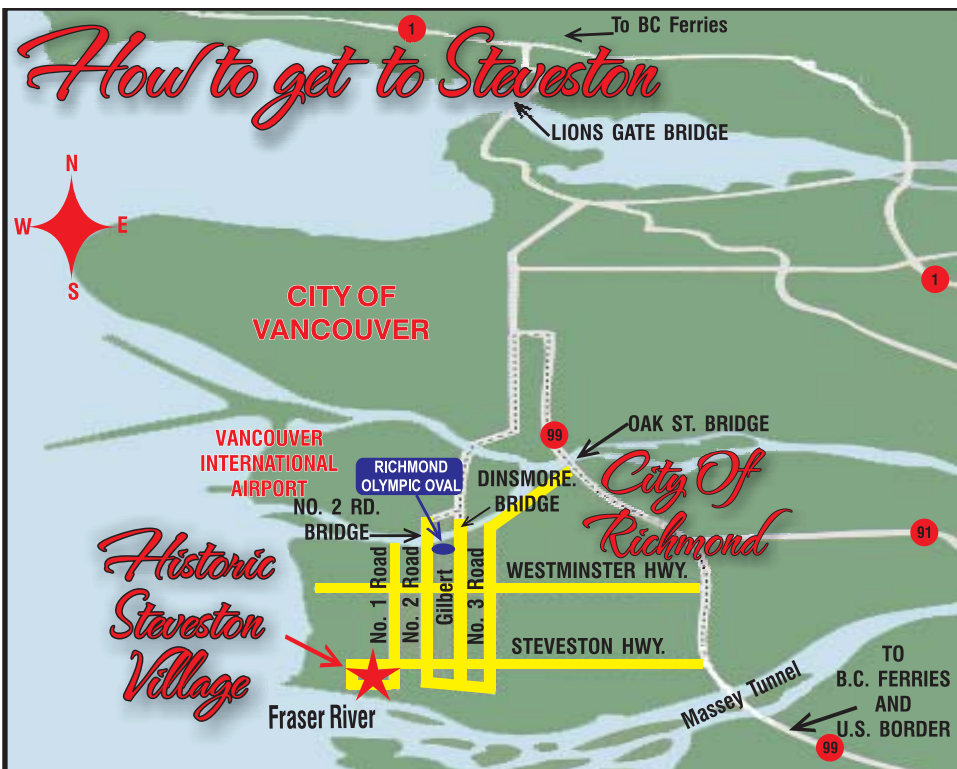 1
To BC Ferries
How to get to Steveston
LIONS GATE BRIDGE
N
W
E
S
1
CITY OF
VANCOUVER
OAK ST. BRIDGE
99
VANCOUVER
INTERNATIONAL
AIRPORT
RICHMOND
OLYMPIC OVAL
DINSMORE.
BRIDGE
City Of
Richmond
NO. 2 RD.
BRIDGE
91
Historic
Steveston
Village
No. 1 Road
No. 2 Road
Gilbert
No. 3 Road
WESTMINSTER HWY.
STEVESTON HWY.
Fraser River
Massey Tunnel
TO
B.C. FERRIES
AND
U.S. BORDER
99